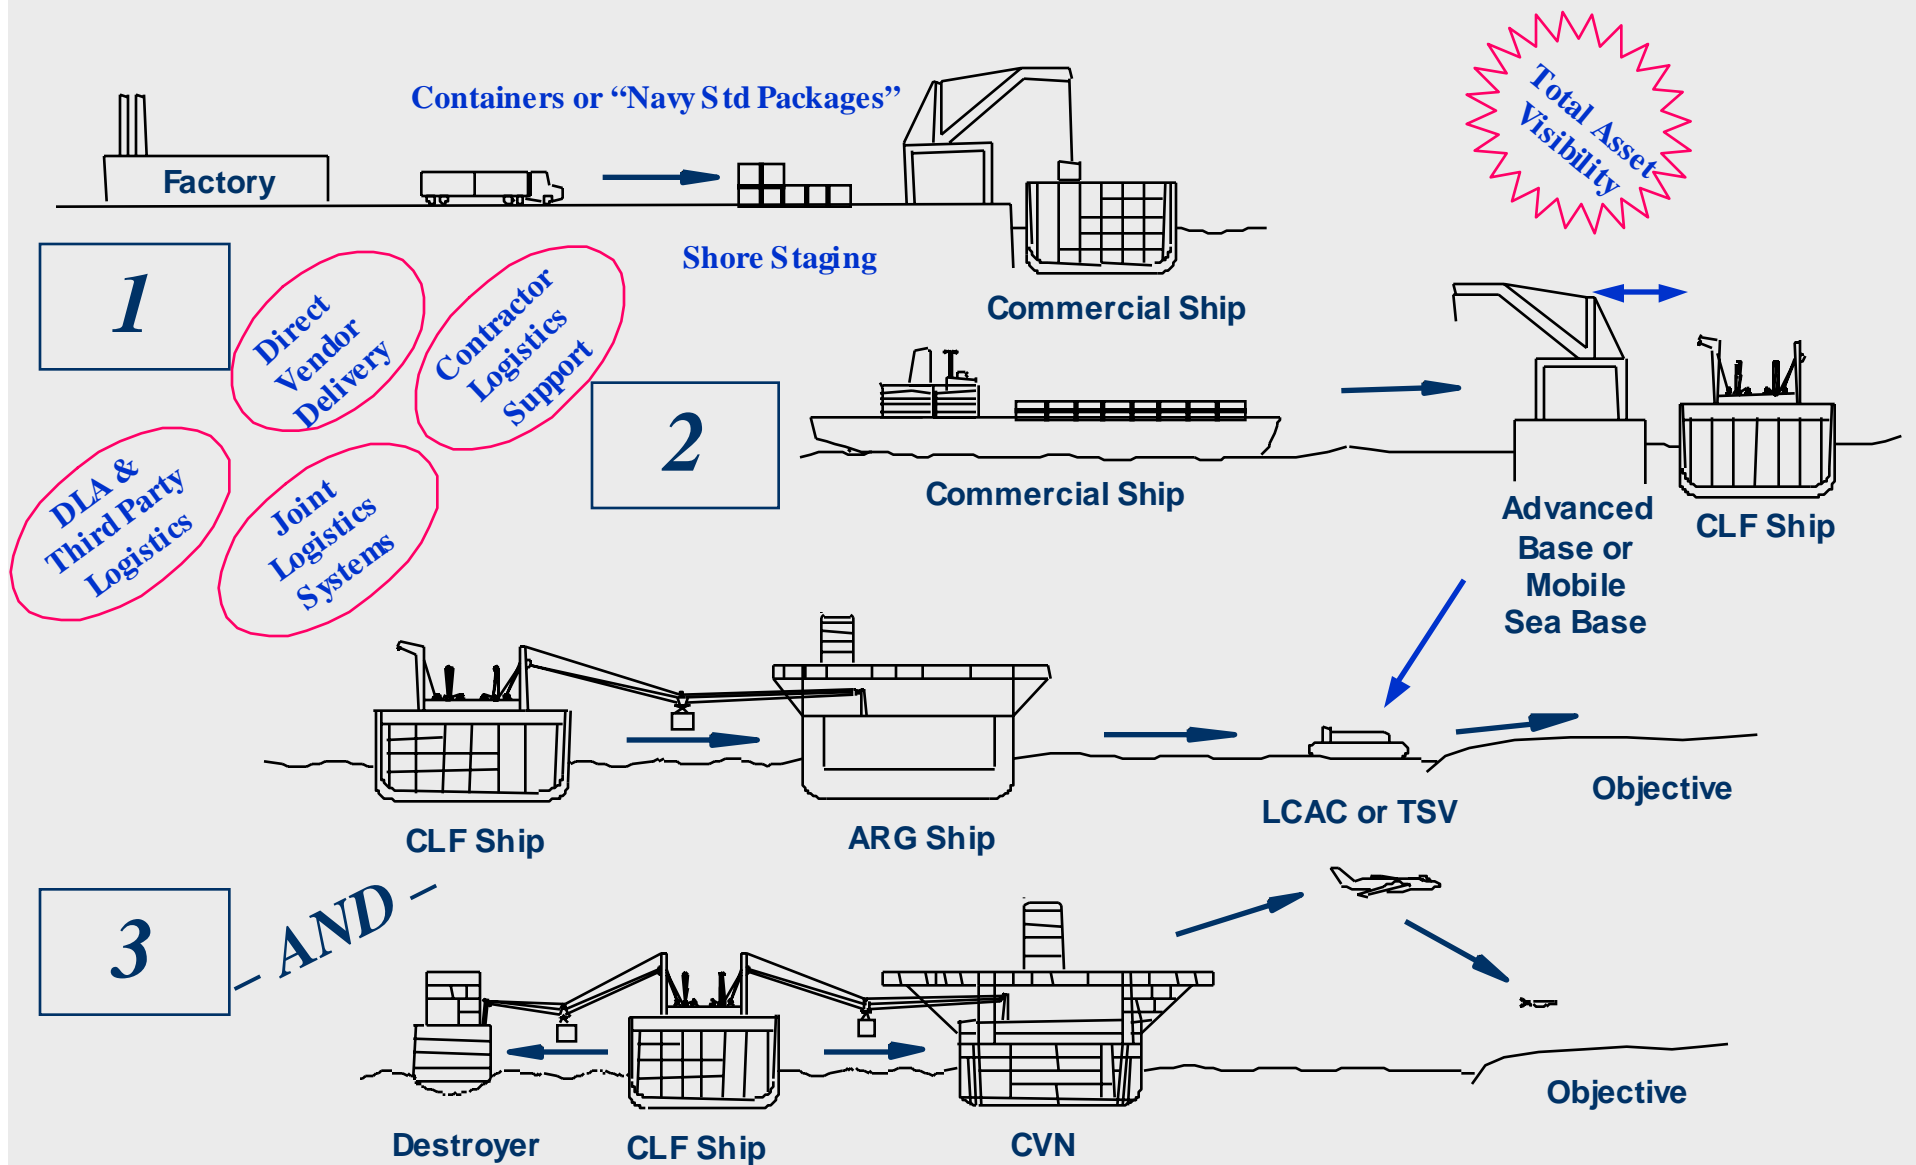 Containers or “Navy Std Packages”
Total Asset
Visibility
Factory
Shore Staging
Commercial Ship
1
Direct
Vendor
Delivery
Contractor
Logistics
Support
DLA &
Third Party
Logistics
Joint
Logistics
Systems
2
Commercial Ship
Advanced
Base or
Mobile
Sea Base
CLF Ship
CLF Ship
ARG Ship
LCAC or TSV
Objective
3
– AND –
Destroyer
CLF Ship
CVN
Objective